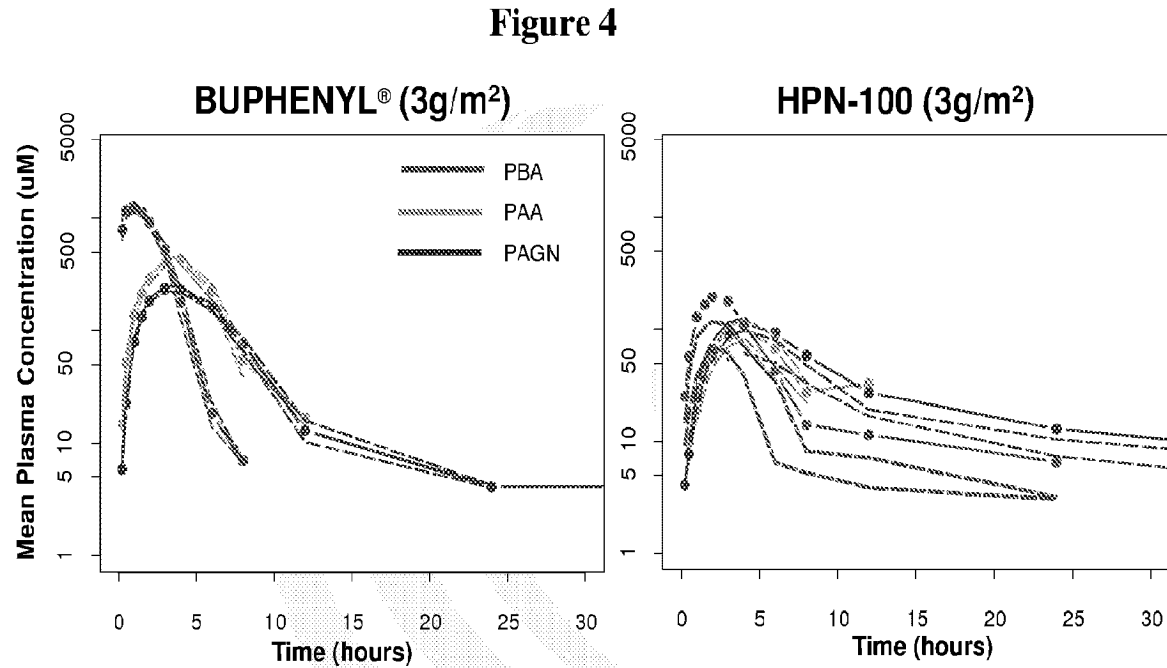 Figure 4
BUPHENYL® (3g/m²)
HPN-100 (3g/m²)
Mean Plasma Concentration (uM)
5000
500
50
10
5
1
PBA
PAA
PAGN
0 5 10 15 20 25 30
Time (hours)
5000
500
50
10
5
1
0 5 10 15 20 25 30
Time (hours)